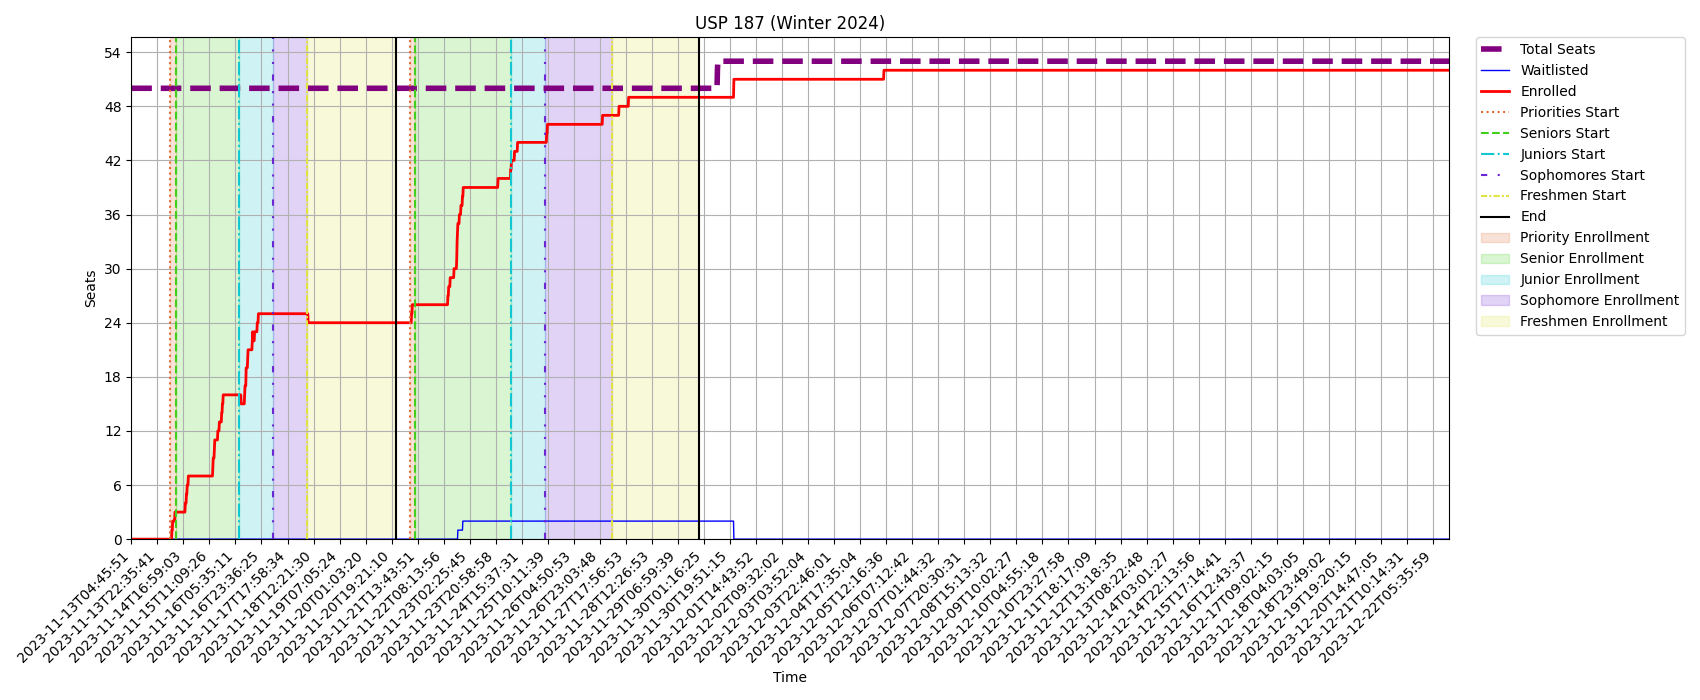 USP 187 (Winter 2024)
54
48
42
36
30
24
18
12
6
0
Seats
2023-11-13T04:45:51
2023-11-13T22:35:41
2023-11-14T16:59:03
2023-11-15T11:09:26
2023-11-16T05:35:11
2023-11-16T23:36:25
2023-11-17T17:58:34
2023-11-18T12:21:30
2023-11-19T07:05:24
2023-11-20T01:03:20
2023-11-20T19:21:10
2023-11-21T13:43:51
2023-11-22T08:13:56
2023-11-23T02:25:45
2023-11-23T20:58:58
2023-11-24T15:37:31
2023-11-25T10:11:39
2023-11-26T04:50:53
2023-11-26T23:03:48
2023-11-27T17:56:53
2023-11-28T12:26:53
2023-11-29T06:59:39
2023-11-30T01:16:25
2023-11-30T19:51:15
2023-12-01T14:43:52
2023-12-02T09:32:02
2023-12-03T03:52:04
2023-12-03T22:46:01
2023-12-04T17:35:04
2023-12-05T12:16:36
2023-12-06T07:12:42
2023-12-07T01:44:32
2023-12-07T20:30:31
2023-12-08T15:13:32
2023-12-09T10:02:27
2023-12-10T04:55:18
2023-12-10T23:27:58
2023-12-11T18:17:09
2023-12-12T13:18:35
2023-12-13T08:22:48
2023-12-14T03:01:27
2023-12-14T22:13:56
2023-12-15T17:14:41
2023-12-16T12:43:37
2023-12-17T09:02:15
2023-12-18T04:03:05
2023-12-18T23:49:02
2023-12-19T19:20:15
2023-12-20T14:47:05
2023-12-21T10:14:31
2023-12-22T05:35:59
Time
Total Seats
Waitlisted
Enrolled
Priorities Start
Seniors Start
Juniors Start
Sophomores Start
Freshmen Start
End
Priority Enrollment
Senior Enrollment
Junior Enrollment
Sophomore Enrollment
Freshmen Enrollment